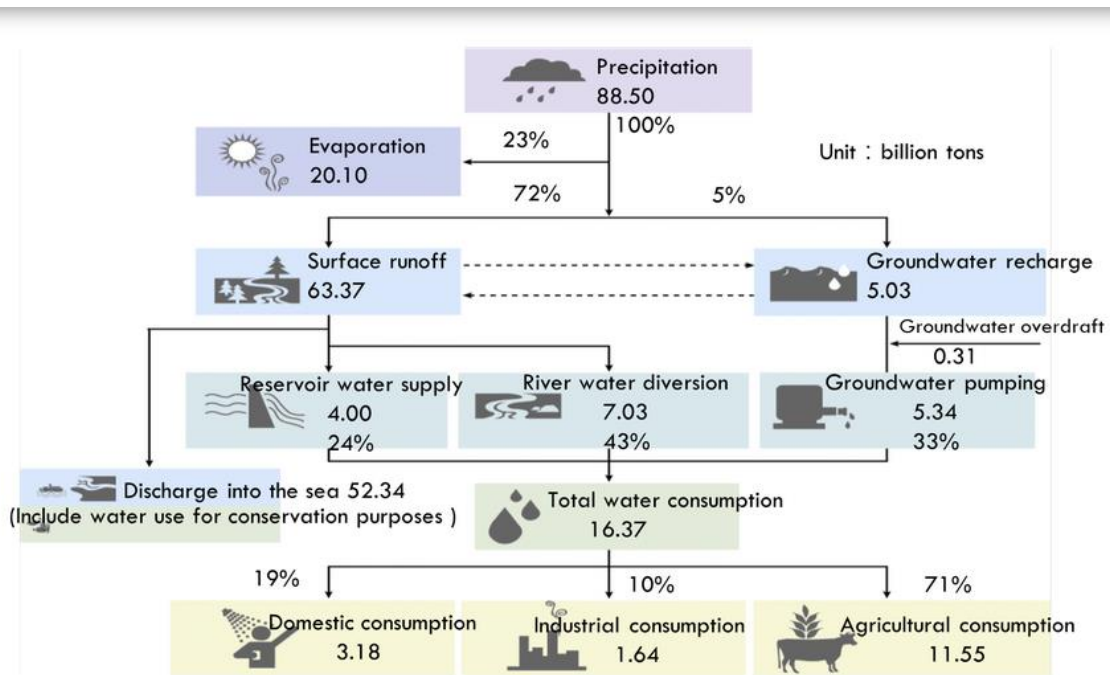 Precipitation
88.50
100%
23%
Evaporation
20.10
Unit : billion tons
72%
5%
Surface runoff
63.37
Groundwater recharge
5.03
Groundwater overdraft
0.31
Reservoir water supply
4.00
24%
River water diversion
7.03
43%
Groundwater pumping
5.34
33%
Discharge into the sea 52.34
(Include water use for conservation purposes )
Total water consumption
16.37
19%
10%
71%
Domestic consumption
3.18
Industrial consumption
1.64
Agricultural consumption
11.55